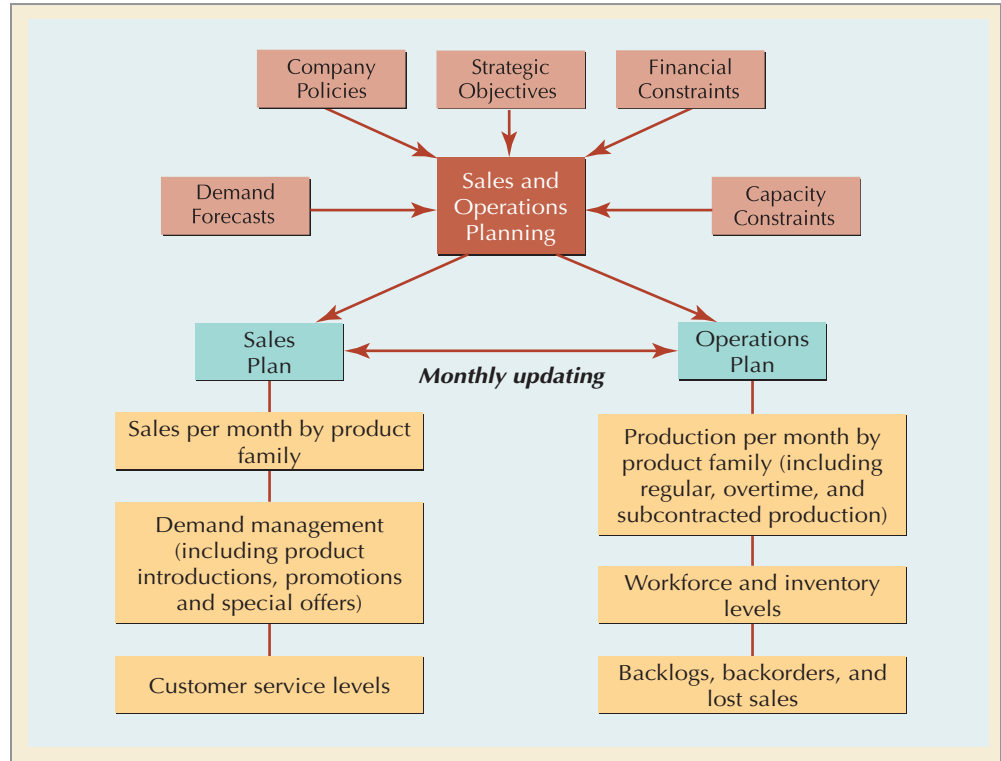 Company
Policies
Strategic
Objectives
Financial
Constraints
Demand
Forecasts
Sales and
Operations
Planning
Capacity
Constraints
Sales
Plan
Monthly updating
Operations
Plan
Sales per month by product
family
Demand management
(including product
introductions, promotions
and special offers)
Customer service levels
Production per month by
product family (including
regular, overtime, and
subcontracted production)
Workforce and inventory
levels
Backlogs, backorders, and
lost sales